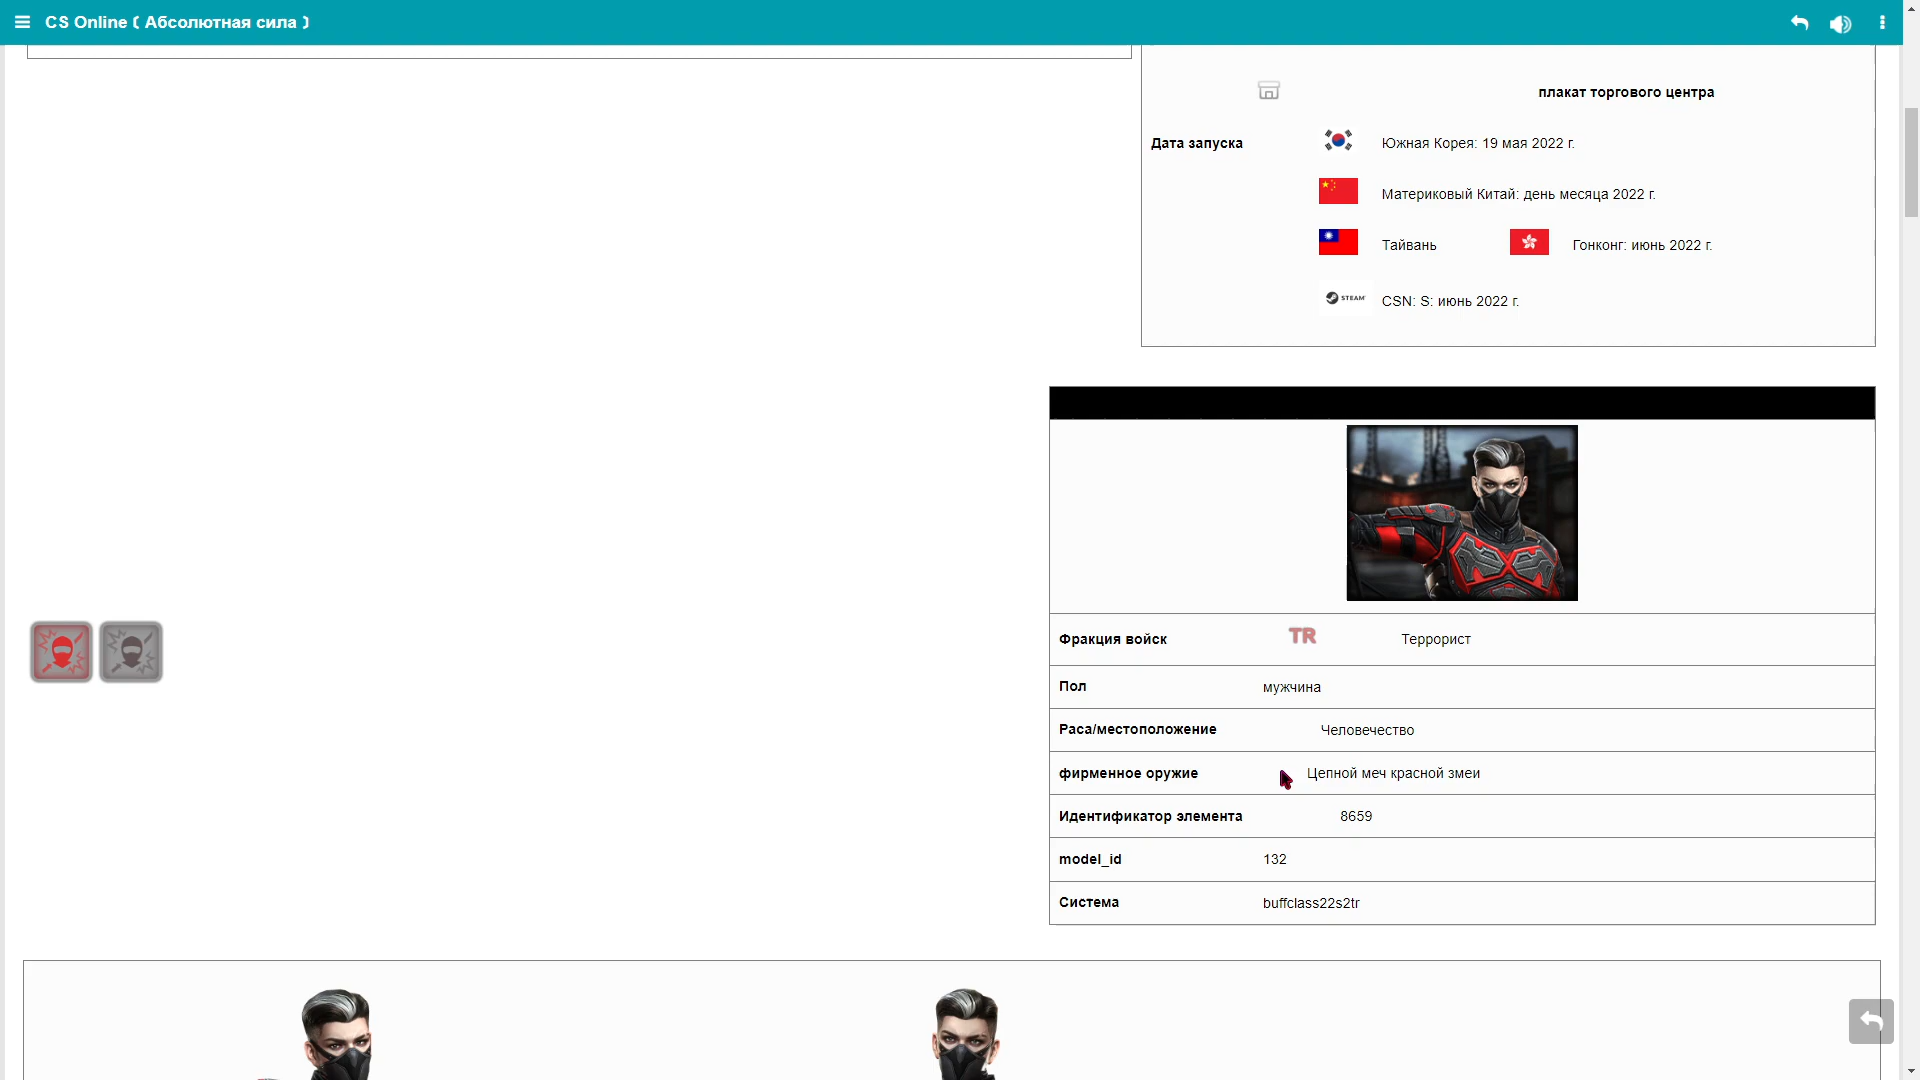 CS Online ( Абсолютная сила )
плакат торгового центра
Дата запуска
Южная Корея: 19 мая 2022 г.
Материковый Китай: день месяца 2022 г.
Тайвань
Гонконг: июнь 2022 г.
STEAM
CSN: S: июнь 2022 г.
Фракция войск
TR
Террорист
Пол
мужчина
Раса/местоположение
Человечество
фирменное оружие
Цепной меч красной змеи
Идентификатор элемента
8659
model_id
132
Система
buffclass22s2tr